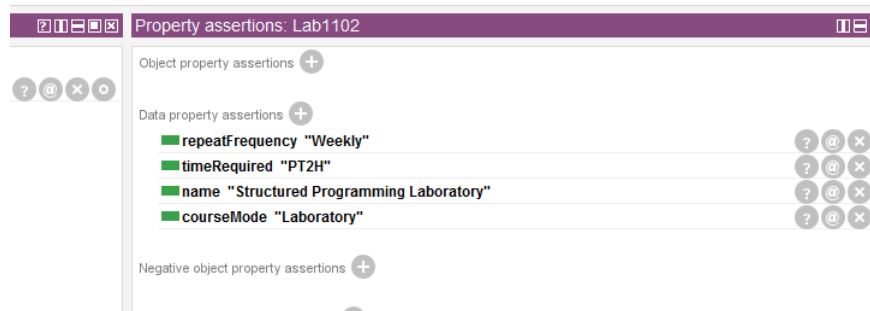 Property assertions: Lab1102
Object property assertions
Data property assertions
repeatFrequency "Weekly"
timeRequired "PT2H"
name "Structured Programming Laboratory"
courseMode "Laboratory"
Negative object property assertions